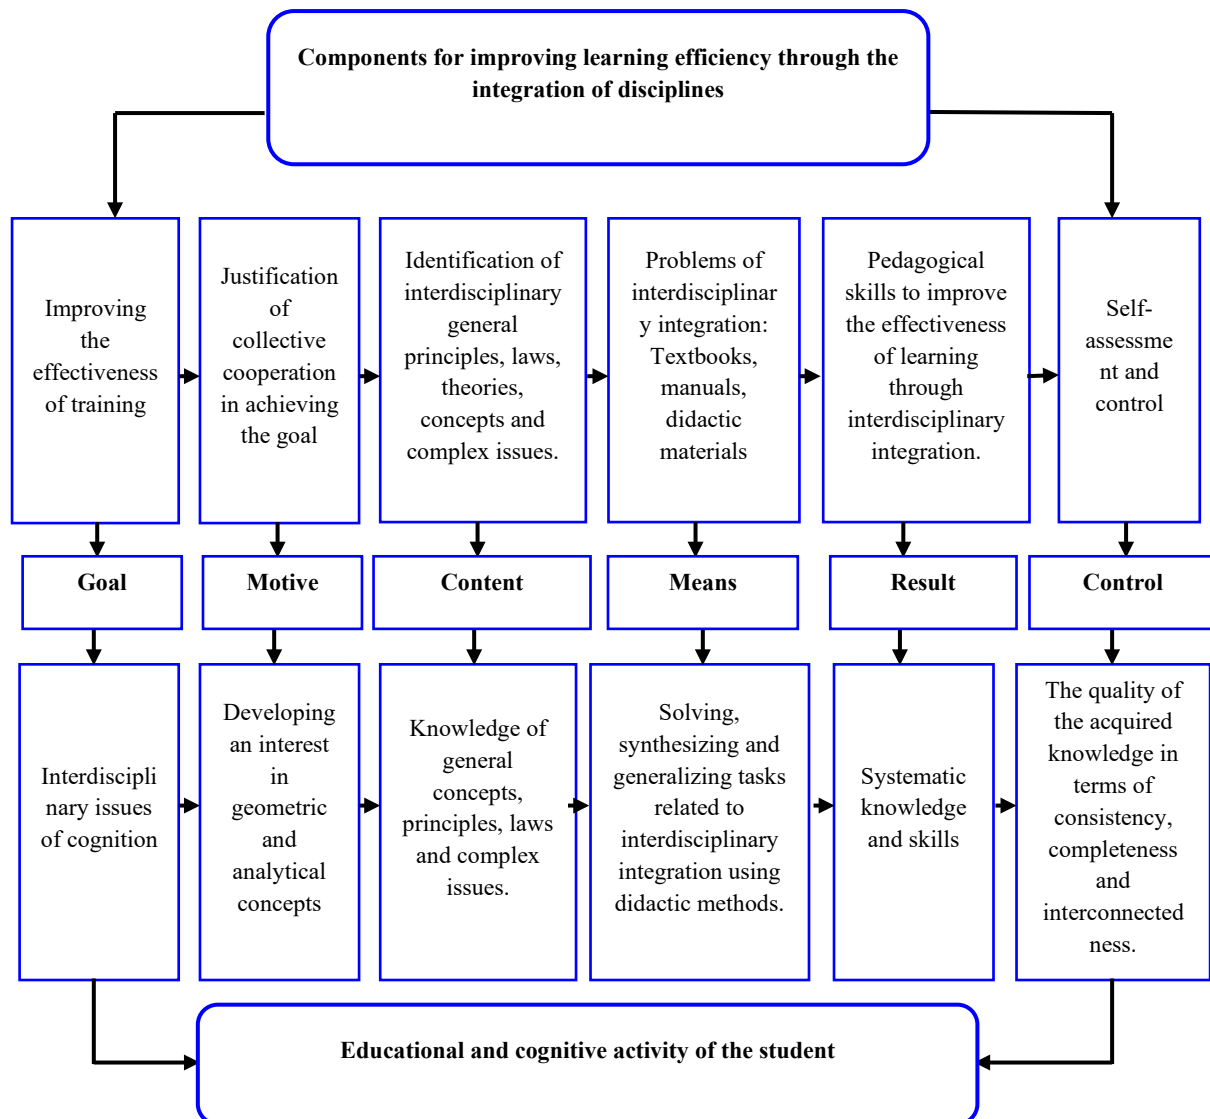 Components for improving learning efficiency through the
integration of disciplines
Improving
the
effectiveness
of training
Justification
of
collective
cooperation
in achieving
the goal
Identification of
interdisciplinary
general
principles, laws,
theories,
concepts and
complex issues.
Problems of
interdisciplinar
y integration:
Textbooks,
manuals,
didactic
materials
Pedagogical
skills to improve
the effectiveness
of learning
through
interdisciplinary
integration.
Self-
assessme
nt and
control
Goal
Motive
Content
Means
Result
Control
Interdiscipli
nary issues
of cognition
Developing
an interest
in
geometric
and
analytical
concepts
Knowledge of
general
concepts,
principles, laws
and complex
issues.
Solving,
synthesizing and
generalizing tasks
related to
interdisciplinary
integration using
didactic methods.
Systematic
knowledge
and skills
The quality of
the acquired
knowledge in
terms of
consistency,
completeness
and
interconnected
ness.
Educational and cognitive activity of the student